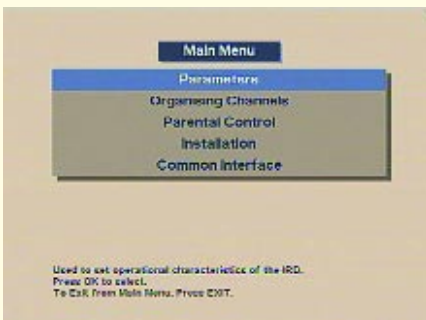 Main Menu
Parameters
Organising Channels
Parental Control
Installation
Common Interface
Used to set operational characteristics of the IRD.
Press OK to select.
To Exit from Main Menu, Press EXIT.